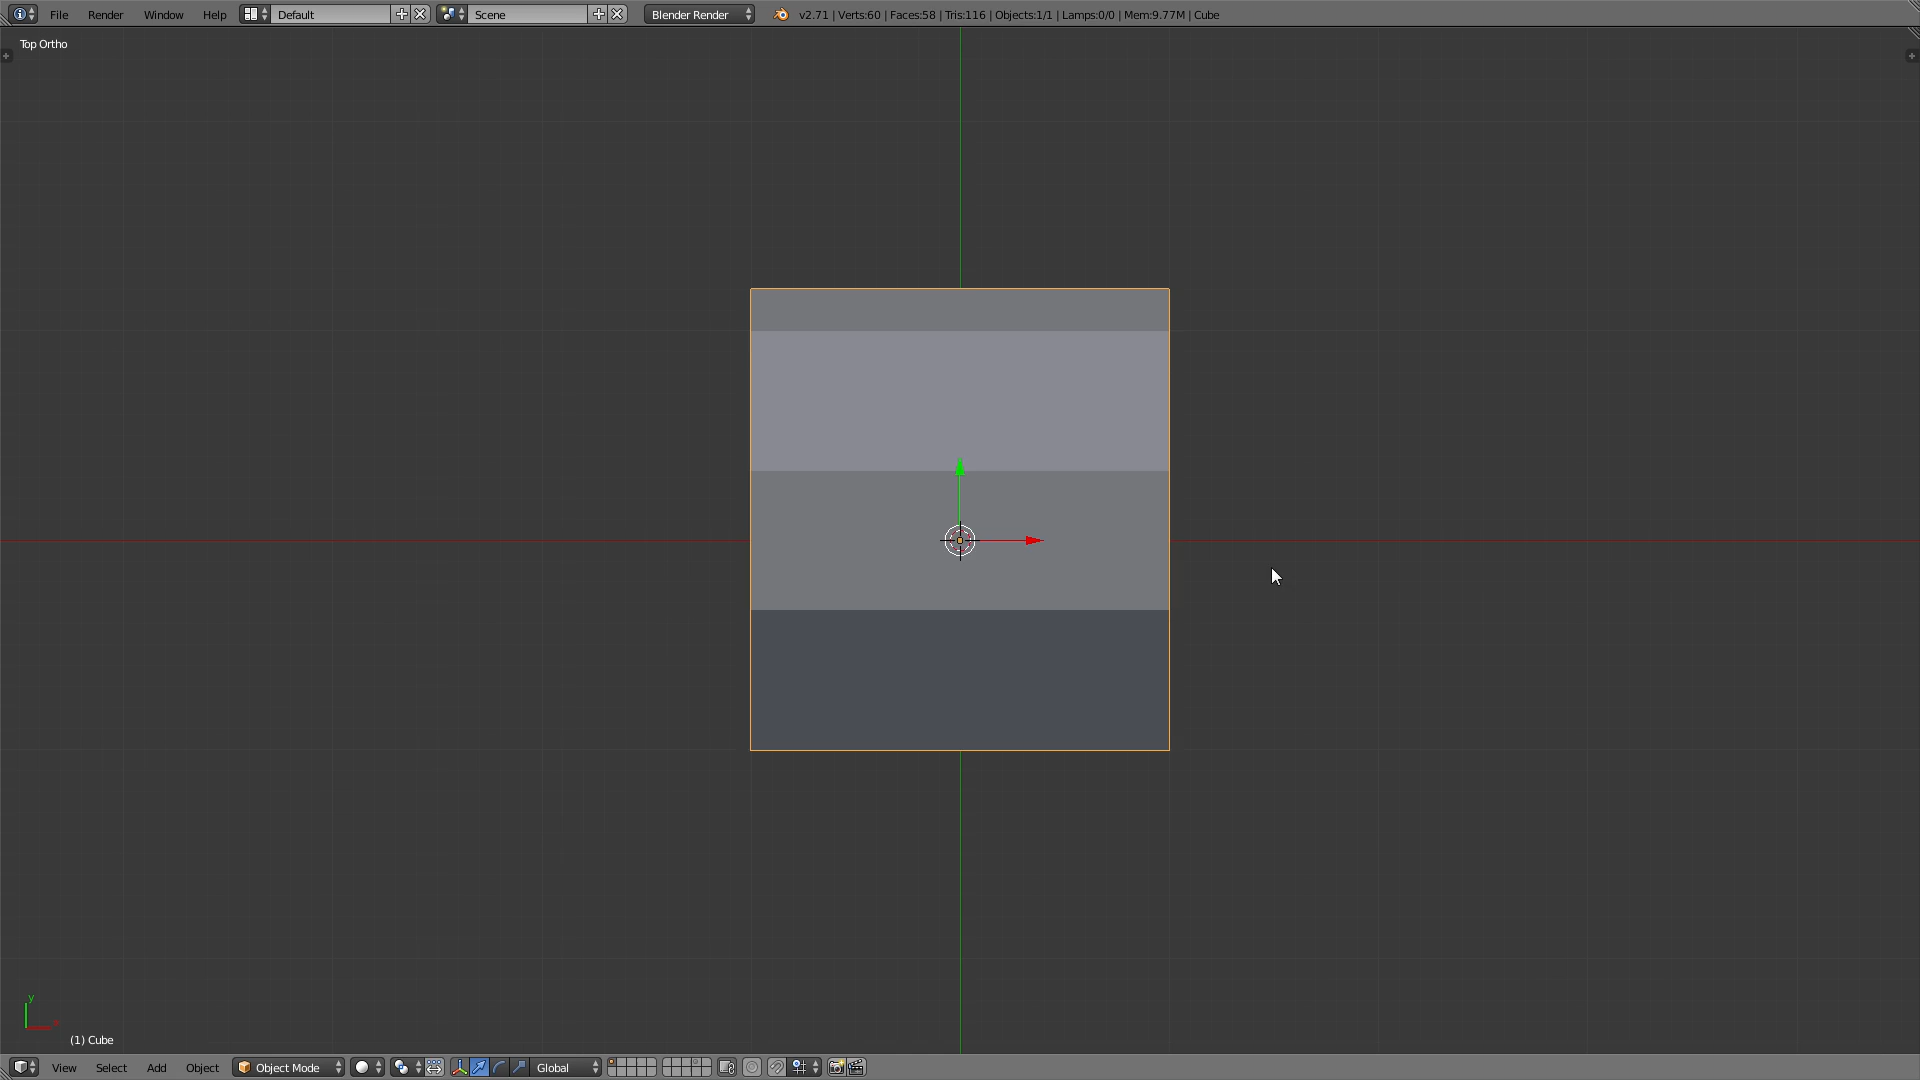 File Render Window Help Default Scene Blender Render v2.71 | Verts:60 | Faces:58 | Tris:116 | Objects:1/1 | Lamps:0/0 | Mem:9.77M | Cube
Top Ortho
y
(1) Cube
View Select Add Object Object Mode Global